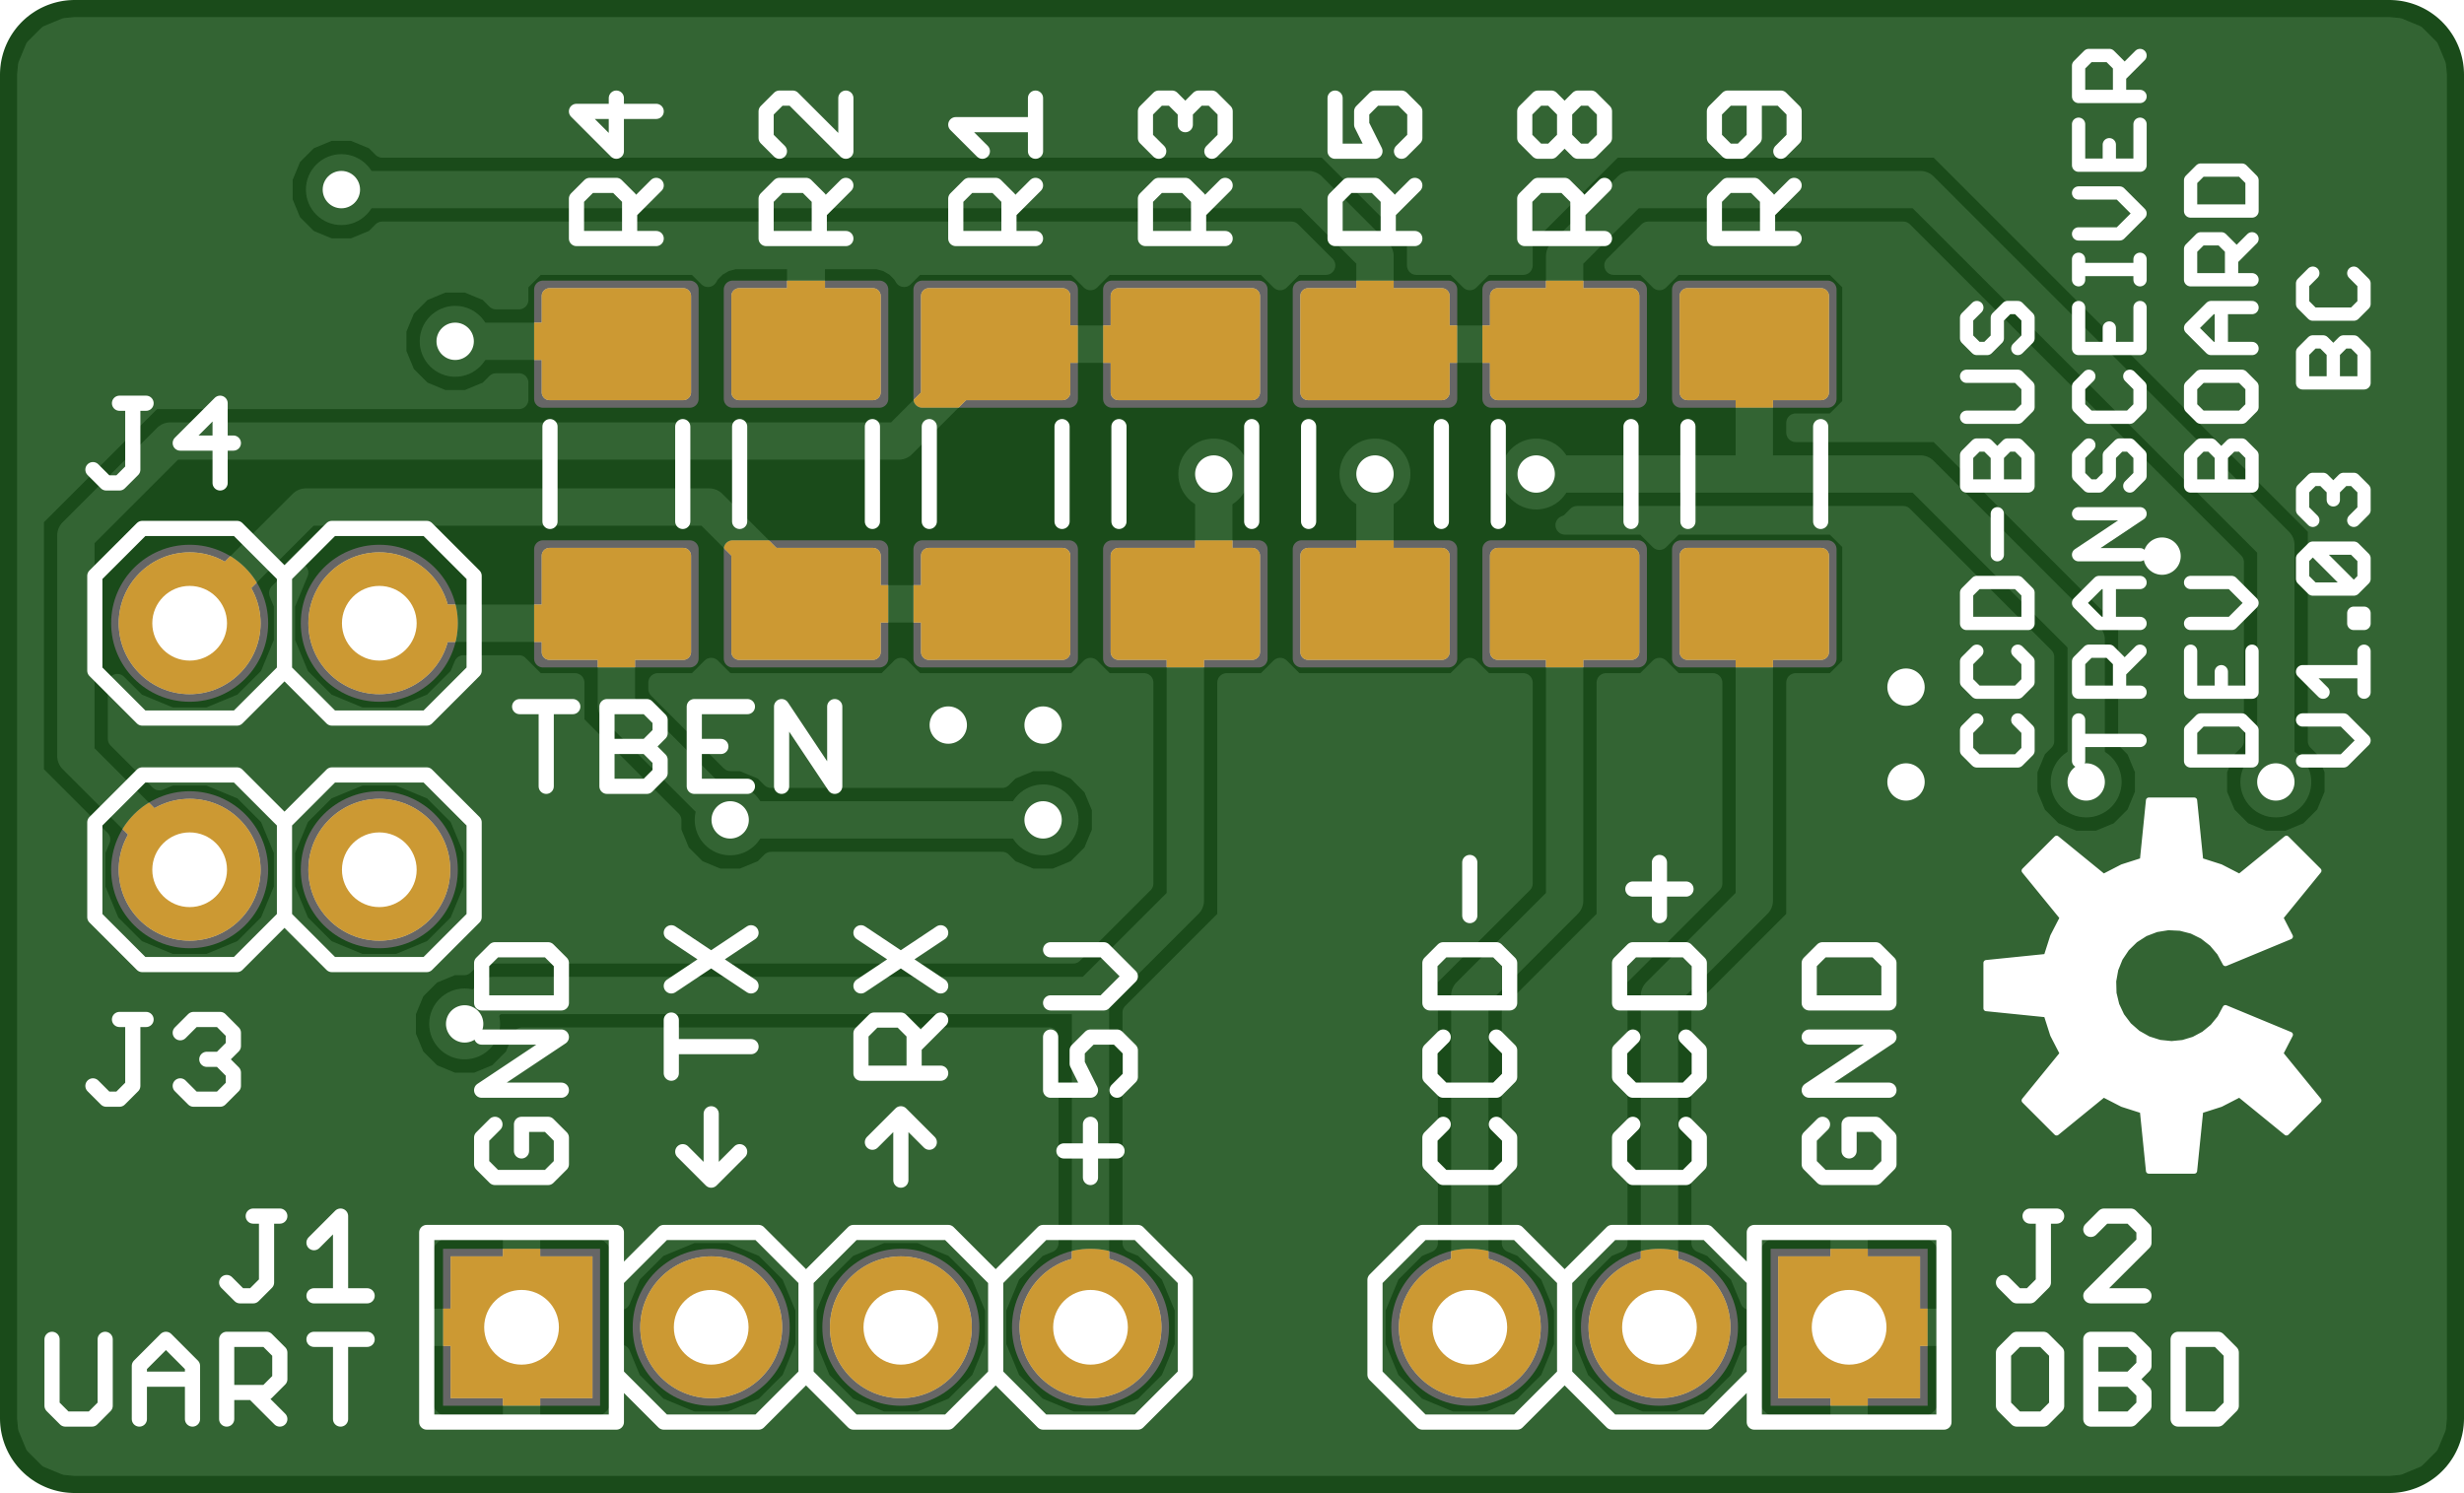 R4
R2
R1
R3
R5
R8
R9
CCD-BUS
TRANSCEIVER
DEV BOARD
V1.03 BC
J4
TBEN
J3
GND
TX
RX
+5V
CCD-
CCD+
GND
J1
UART
J2
OBD